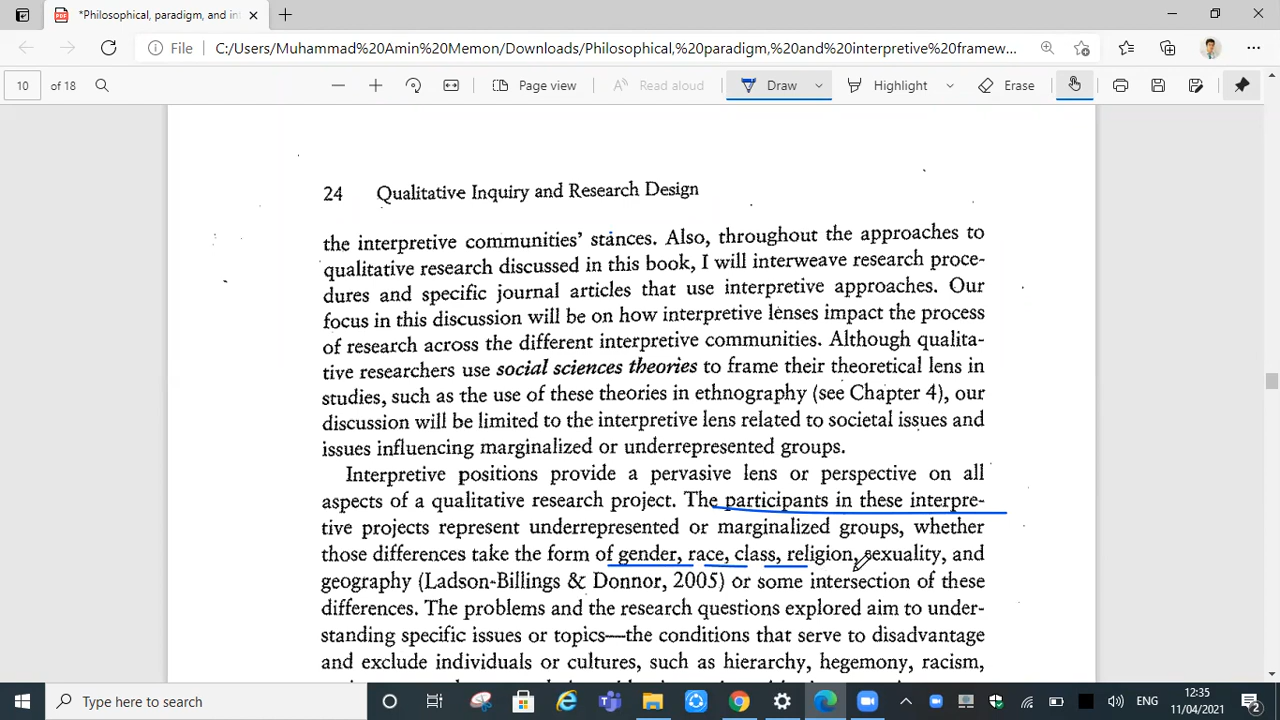 *Philosophical, paradigm, and in
File
C:/Users/Muhammad%20Amin%20Memon/Downloads/Philosophical,%20paradigm,%20and%20interpretive%20framew...
10 of 18
Page view
Read aloud
Draw
Highlight
Erase
24 Qualitative Inquiry and Research Design
the interpretive communities' stances. Also, throughout the approaches to
qualitative research discussed in this book, I will interweave research proce-
dures and specific journal articles that use interpretive approaches. Our
focus in this discussion will be on how interpretive lenses impact the process
of research across the different interpretive communities. Although qualita-
tive researchers use social sciences theories to frame their theoretical lens in
studies, such as the use of these theories in ethnography (see Chapter 4), our
discussion will be limited to the interpretive lens related to societal issues and
issues influencing marginalized or underrepresented groups.
Interpretive positions provide a pervasive lens or perspective on all
aspects of a qualitative research project. The participants in these interpre-
tive projects represent underrepresented or marginalized groups, whether
those differences take the form of gender, race, class, religion, sexuality, and
geography (Ladson-Billings & Donnor, 2005) or some intersection of these
differences. The problems and the research questions explored aim to under-
standing specific issues or topics—the conditions that serve to disadvantage
and exclude individuals or cultures, such as hierarchy, hegemony, racism,
Type here to search
ENG
12:35
11/04/2021
2